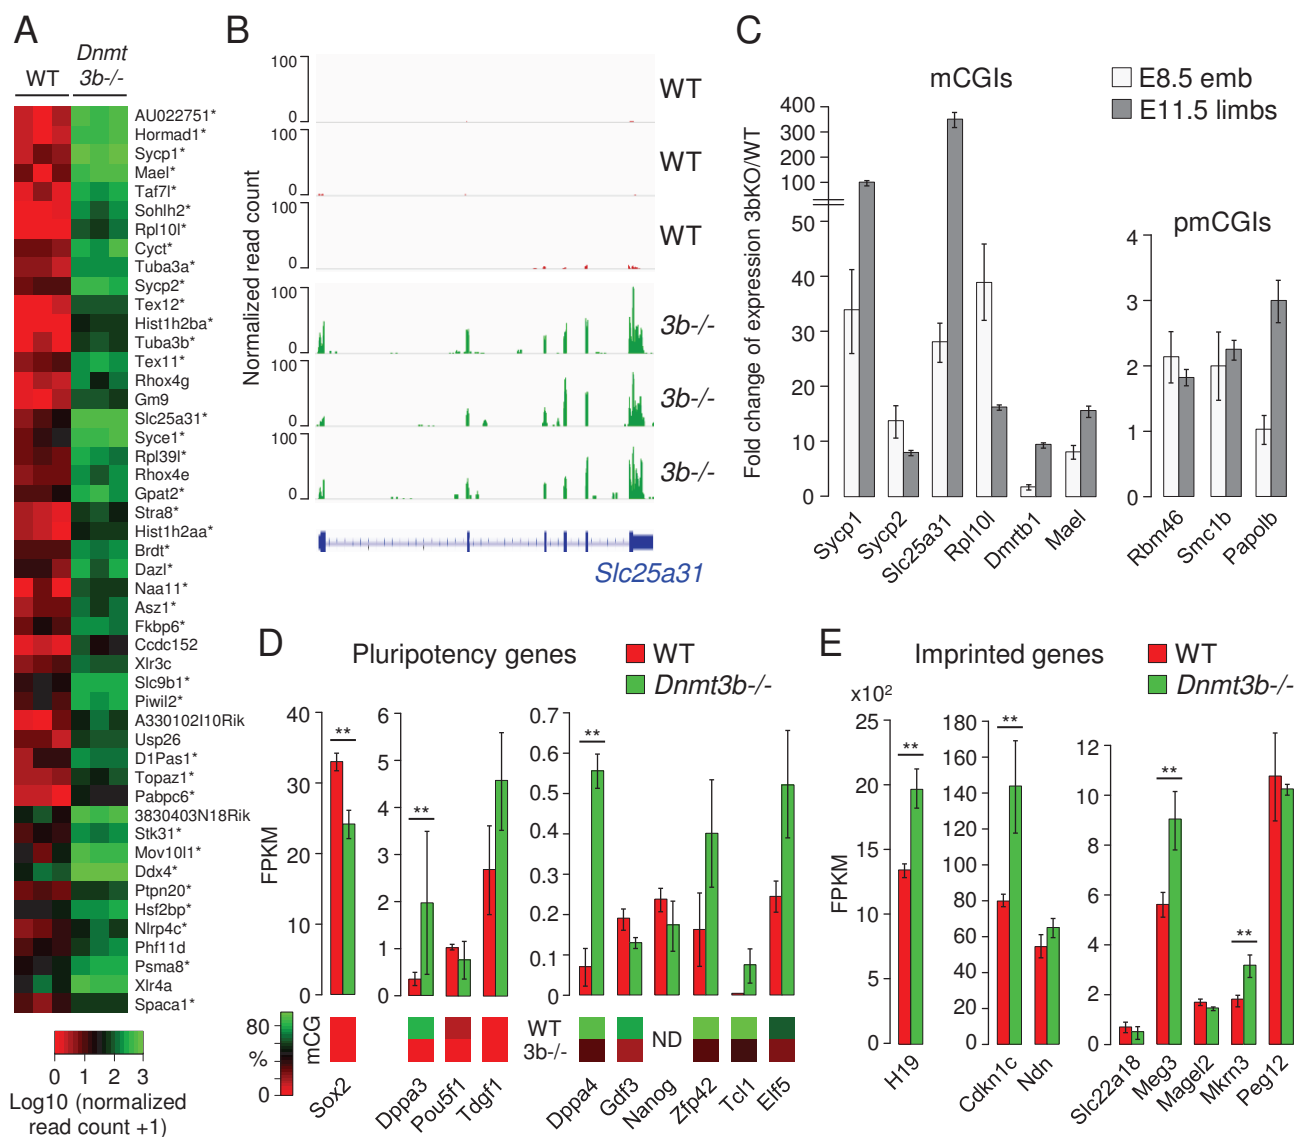 A
WT
Dnmt
3b-/-
AU022751*
Hormad1*
Sycp1*
Mael*
Taf7l*
Sohlh2*
Rpl10l*
Cyct*
Tuba3a*
Sycp2*
Tex12*
Hist1h2ba*
Tuba3b*
Tex11*
Rhox4g
Gm9
Slc25a31*
Syce1*
Rpl39l*
Rhox4e
Gpat2*
Stra8*
Hist1h2aa*
Brdt*
Dazl*
Naa11*
Asz1*
Fkbp6*
Ccdc152
Xlr3c
Slc9b1*
Piwil2*
A330102I10Rik
Usp26
D1Pas1*
Topaz1*
Pabpc6*
3830403N18Rik
Stk31*
Mov10l1*
Ddx4*
Ptpn20*
Hsf2bp*
Nlrp4c*
Phf11d
Psma8*
Xlr4a
Spaca1*
0 1 2 3
Log10 (normalized
read count +1)
B
Normalized read count
100
0
WT
100
0
WT
100
0
WT
100
0
3b-/-
100
0
3b-/-
100
0
3b-/-
Slc25a31
C
mCGIs
E8.5 emb
E11.5 limbs
Fold change of expression 3bKO/WT
400
300
200
100
50
40
30
20
10
0
Sycp1
Sycp2
Slc25a31
Rpl10l
Dmrtb1
Mael
pmCGIs
4
3
2
1
0
Rbm46
Smc1b
Papolb
D
Pluripotency genes
WT
Dnmt3b-/-
FPKM
40
30
20
10
0
**
6
5
4
3
2
1
0
**
0.7
0.6
0.5
0.4
0.3
0.2
0.1
0
**
80
%
0
mCG
WT
3b-/-
ND
Sox2
Dppa3
Pou5f1
Tdgf1
Dppa4
Gdf3
Nanog
Zfp42
Tcl1
Elf5
E
Imprinted genes
WT
Dnmt3b-/-
x10²
FPKM
25
20
15
10
5
0
**
180
160
140
120
100
80
60
40
20
0
**
12
10
8
6
4
2
0
**
**
H19
Cdkn1c
Ndn
Slc22a18
Meg3
Magel2
Mkrn3
Peg12